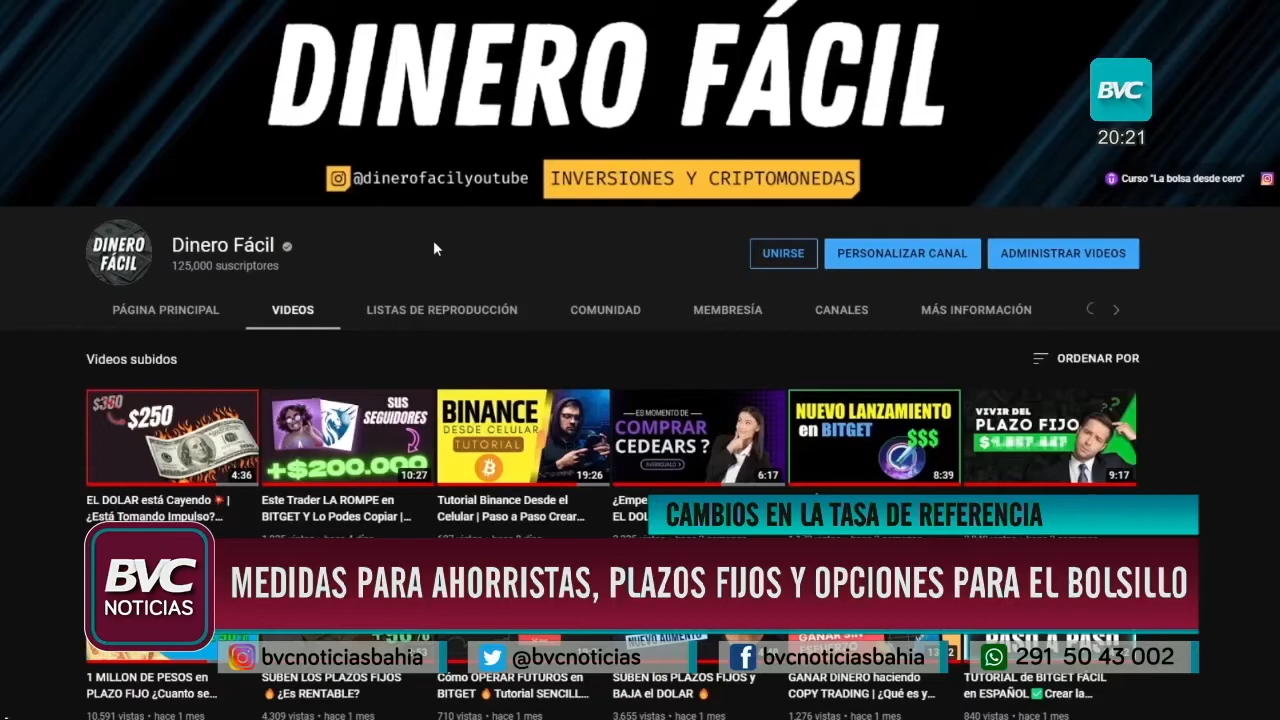 DINERO FÁCIL
BVC
20:21
@dinerofacilyoutube
INVERSIONES Y CRIPTOMONEDAS
Curso "La bolsa desde cero"
DINERO FÁCIL
Dinero Fácil
125,000 suscriptores
UNIRSE
PERSONALIZAR CANAL
ADMINISTRAR VIDEOS
PÁGINA PRINCIPAL
VIDEOS
LISTAS DE REPRODUCCIÓN
COMUNIDAD
MEMBRESÍA
CANALES
MÁS INFORMACIÓN
Videos subidos
ORDENAR POR
$350
$250
4:36
SUS
SEGUIDORES
+$200.000
10:27
BINANCE
DESDE CELULAR
TUTORIAL
19:26
ES MOMENTO DE
COMPRAR
CEDEARS ?
AVERIGUALO
6:17
NUEVO LANZAMIENTO
en BITGET
$$$
8:39
VIVIR DEL
PLAZO FIJO
9:17
EL DOLAR está Cayendo 💥 |
¿Está Tomando Impulso?...
Este Trader LA ROMPE en
BITGET Y Lo Podes Copiar |...
Tutorial Binance Desde el
Celular | Paso a Paso Crear...
CAMBIOS EN LA TASA DE REFERENCIA
BVC
NOTICIAS
MEDIDAS PARA AHORRISTAS, PLAZOS FIJOS Y OPCIONES PARA EL BOLSILLO
bvcnoticiasbahia
@bvcnoticias
bvcnoticiasbahia
291 50 43 002
1 MILLON DE PESOS en
PLAZO FIJO ¿Cuanto se...
SUBEN LOS PLAZOS FIJOS
🔥 ¿Es RENTABLE?
Cómo OPERAR FUTUROS en
BITGET 🔥 Tutorial SENCILL...
SUBEN los PLAZOS FIJOS y
BAJA el DOLAR 🔥
GANAR DINERO haciendo
COPY TRADING | ¿Qué es y...
TUTORIAL de BITGET FÁCIL
en ESPAÑOL ✅ Crear la...
10.591 vistas • hace 1 mes
4.309 vistas • hace 1 mes
710 vistas • hace 1 mes
3.655 vistas • hace 1 mes
1.276 vistas • hace 1 mes
840 vistas • hace 1 mes